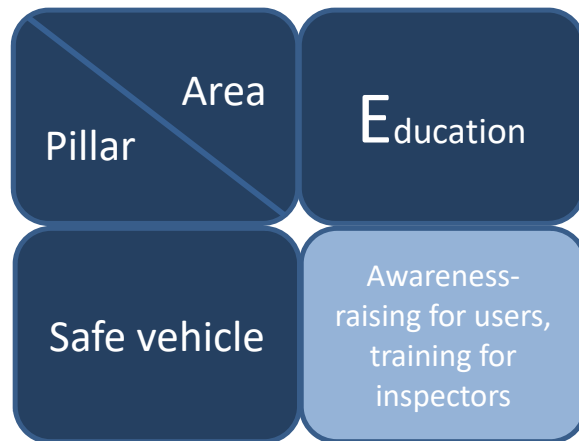 Area
Pillar
Education
Safe vehicle
Awareness-
raising for users,
training for
inspectors